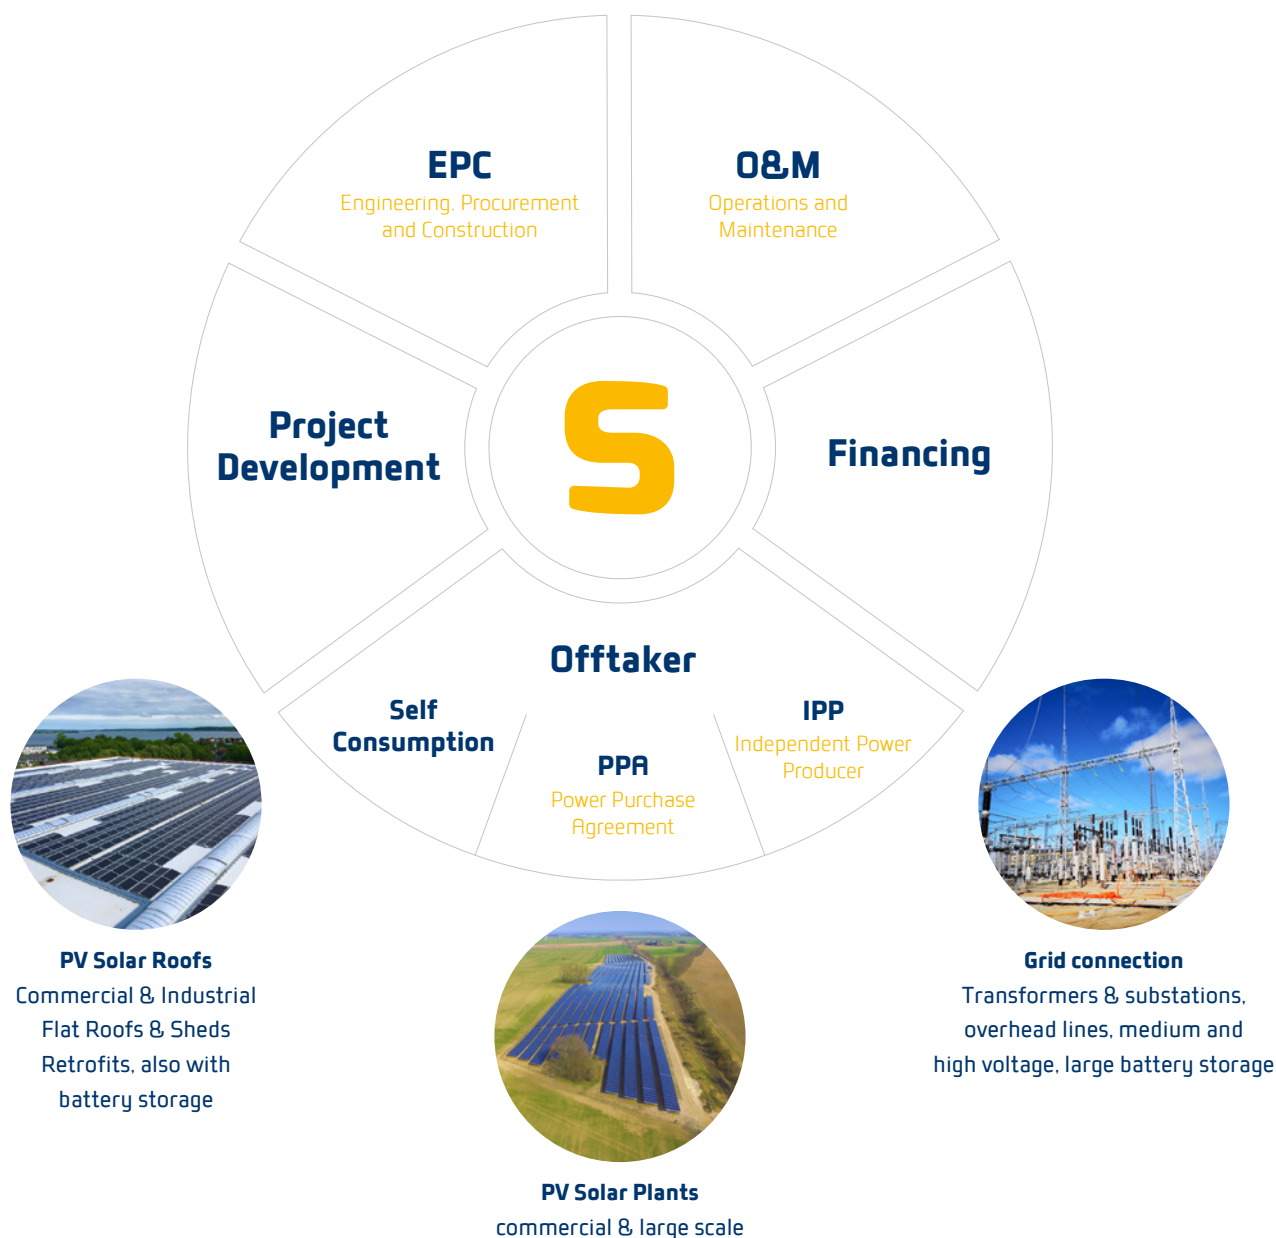 EPC
Engineering, Procurement
and Construction
O&M
Operations and
Maintenance
Project
Development
S
Financing
Offtaker
Self
Consumption
PPA
Power Purchase
Agreement
IPP
Independent Power
Producer
PV Solar Roofs
Commercial & Industrial
Flat Roofs & Sheds
Retrofits, also with
battery storage
PV Solar Plants
commercial & large scale
Grid connection
Transformers & substations,
overhead lines, medium and
high voltage, large battery storage